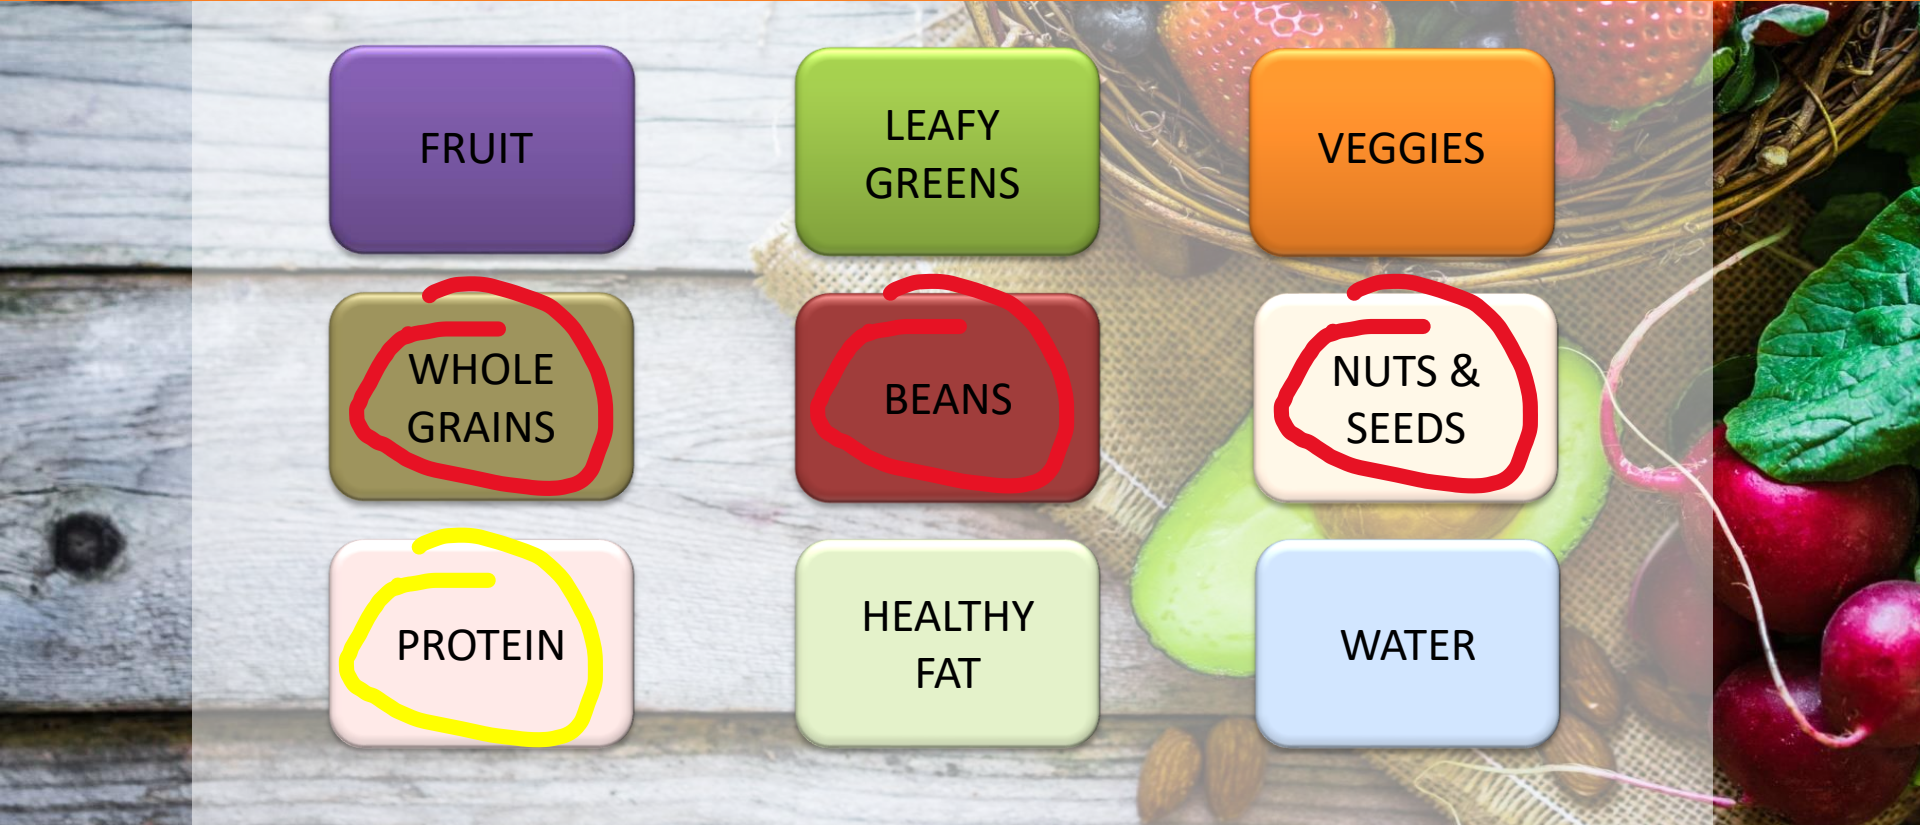 FRUIT
LEAFY
GREENS
VEGGIES
WHOLE
GRAINS
BEANS
NUTS &
SEEDS
PROTEIN
HEALTHY
FAT
WATER